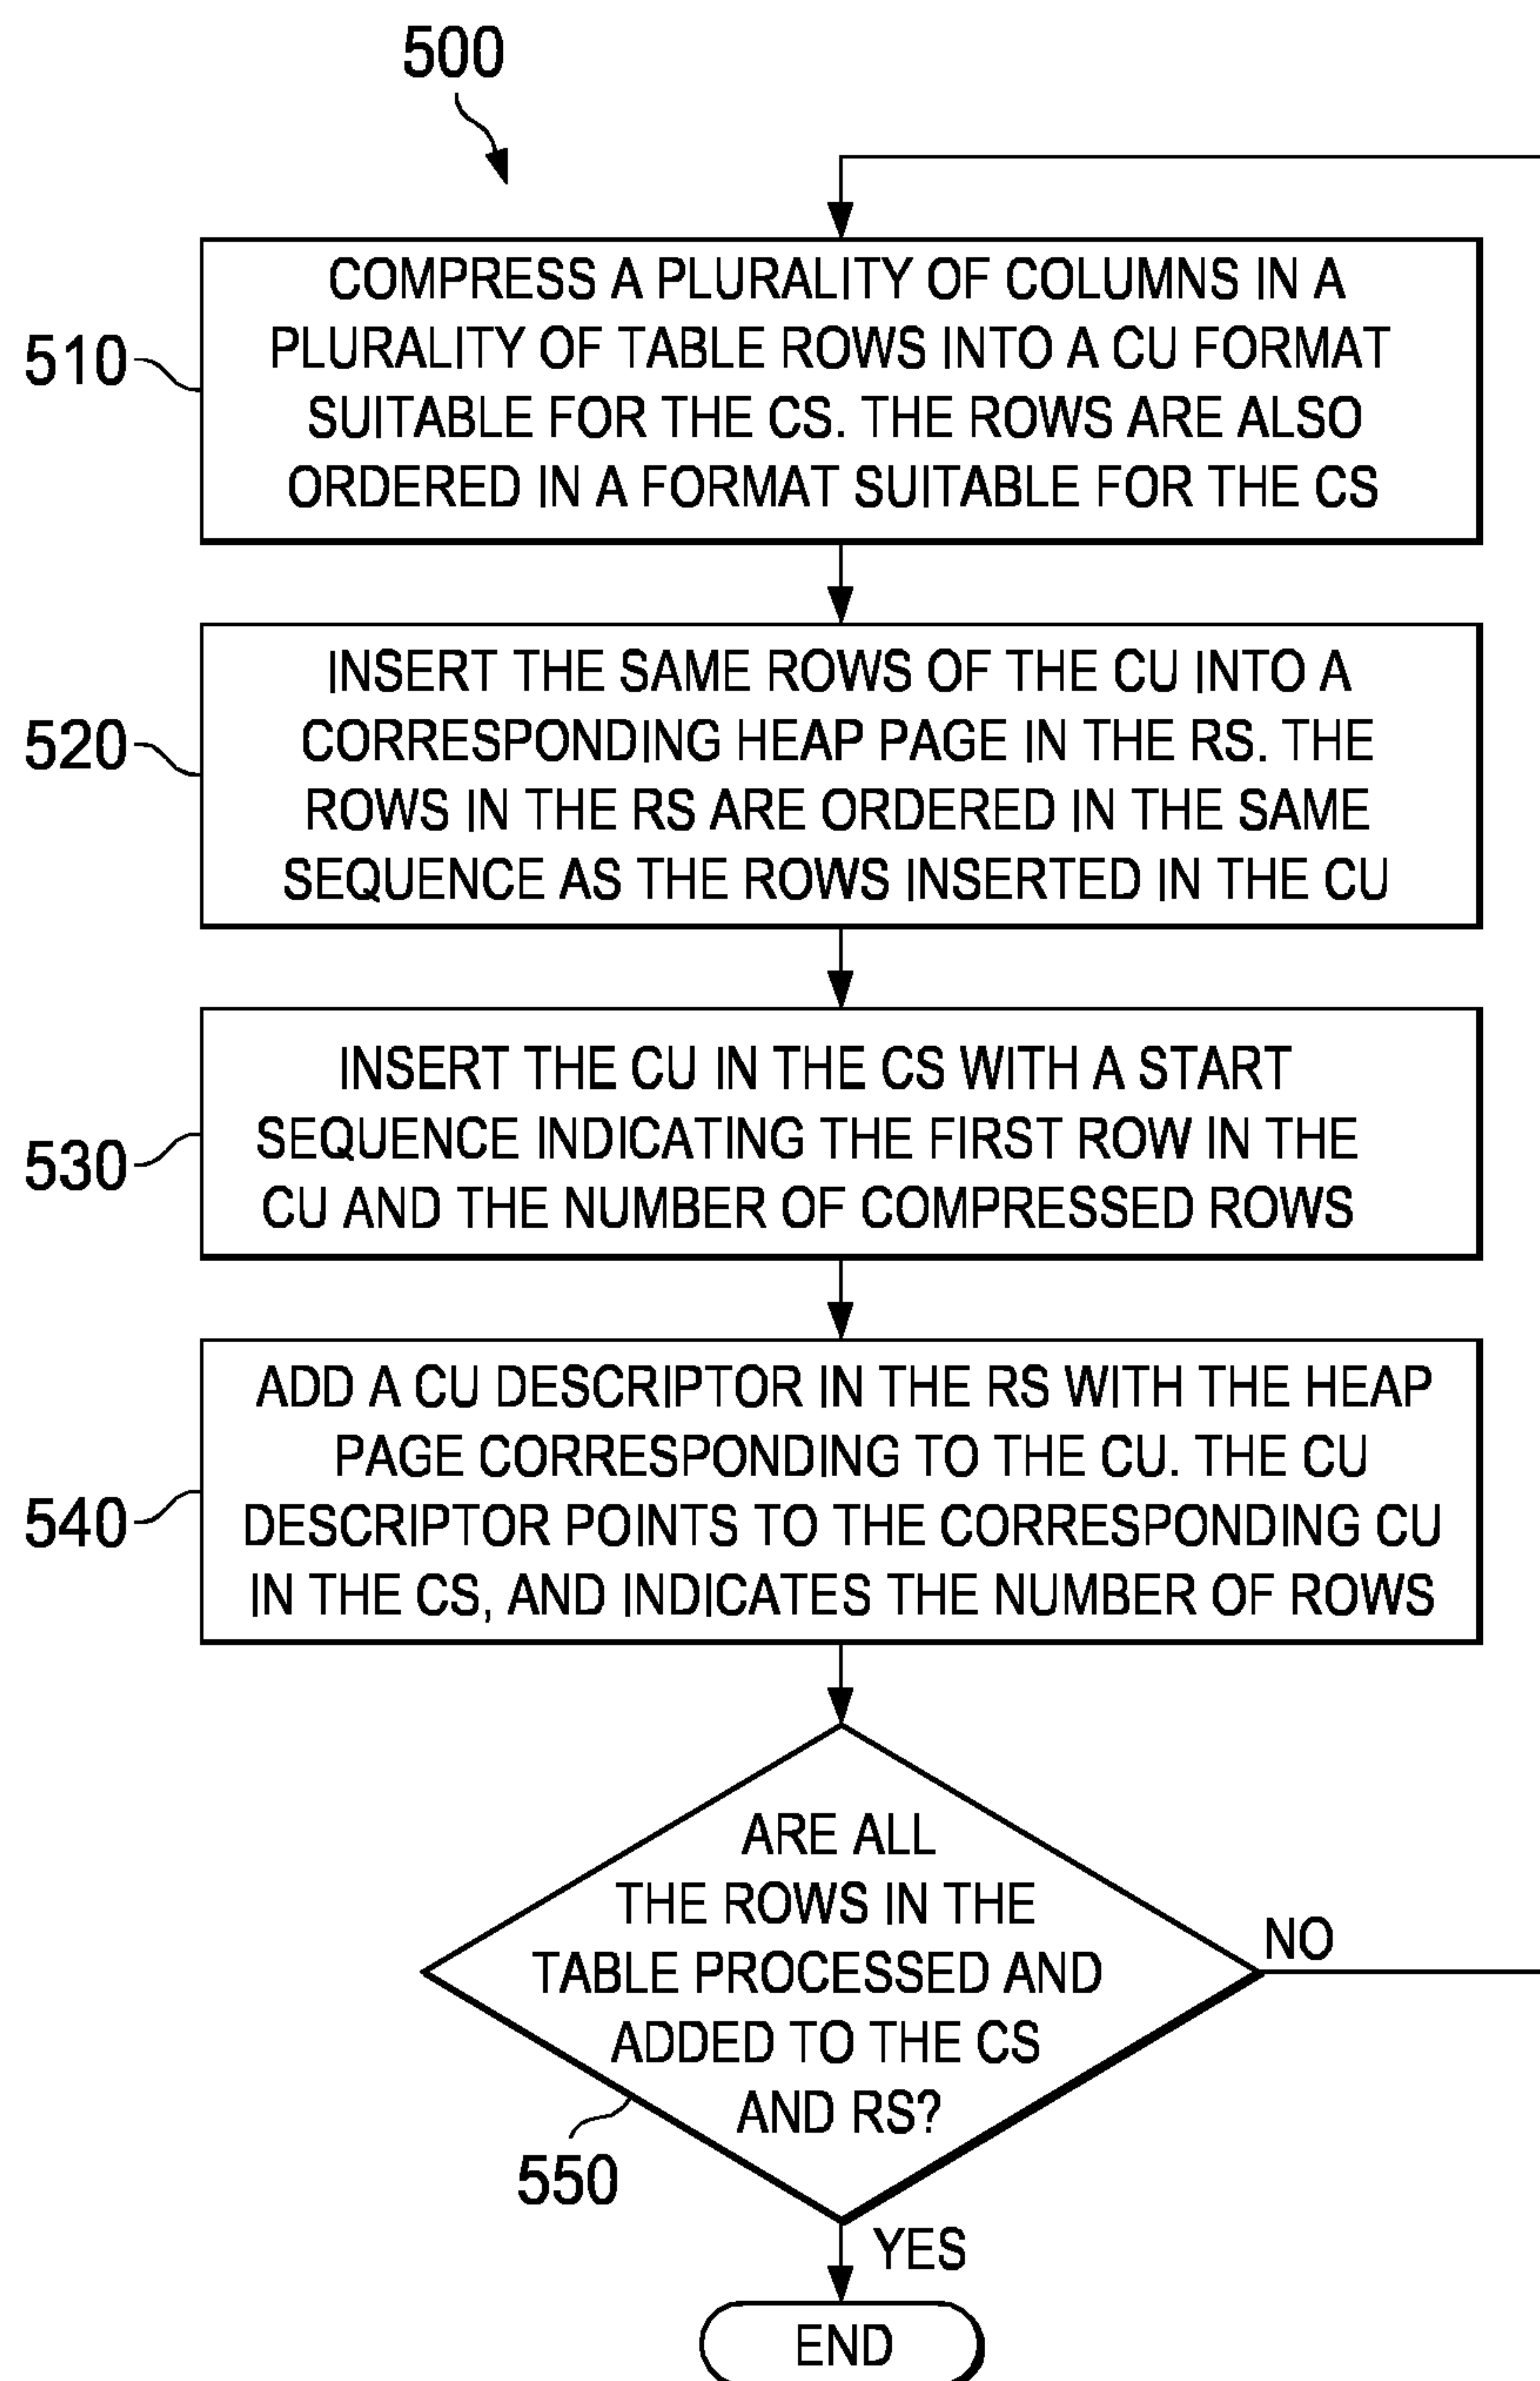 500
510
COMPRESS A PLURALITY OF COLUMNS IN A
PLURALITY OF TABLE ROWS INTO A CU FORMAT
SUITABLE FOR THE CS. THE ROWS ARE ALSO
ORDERED IN A FORMAT SUITABLE FOR THE CS
520
INSERT THE SAME ROWS OF THE CU INTO A
CORRESPONDING HEAP PAGE IN THE RS. THE
ROWS IN THE RS ARE ORDERED IN THE SAME
SEQUENCE AS THE ROWS INSERTED IN THE CU
530
INSERT THE CU IN THE CS WITH A START
SEQUENCE INDICATING THE FIRST ROW IN THE
CU AND THE NUMBER OF COMPRESSED ROWS
540
ADD A CU DESCRIPTOR IN THE RS WITH THE HEAP
PAGE CORRESPONDING TO THE CU. THE CU
DESCRIPTOR POINTS TO THE CORRESPONDING CU
IN THE CS, AND INDICATES THE NUMBER OF ROWS
ARE ALL
THE ROWS IN THE
TABLE PROCESSED AND
ADDED TO THE CS
AND RS?
NO
550
YES
END